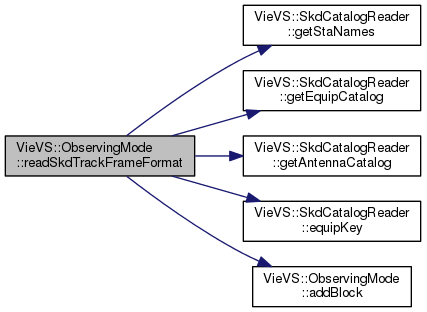 VieVS::ObservingMode
::readSkdTrackFrameFormat
VieVS::SkdCatalogReader
::getStaNames
VieVS::SkdCatalogReader
::getEquipCatalog
VieVS::SkdCatalogReader
::getAntennaCatalog
VieVS::SkdCatalogReader
::equipKey
VieVS::ObservingMode
::addBlock